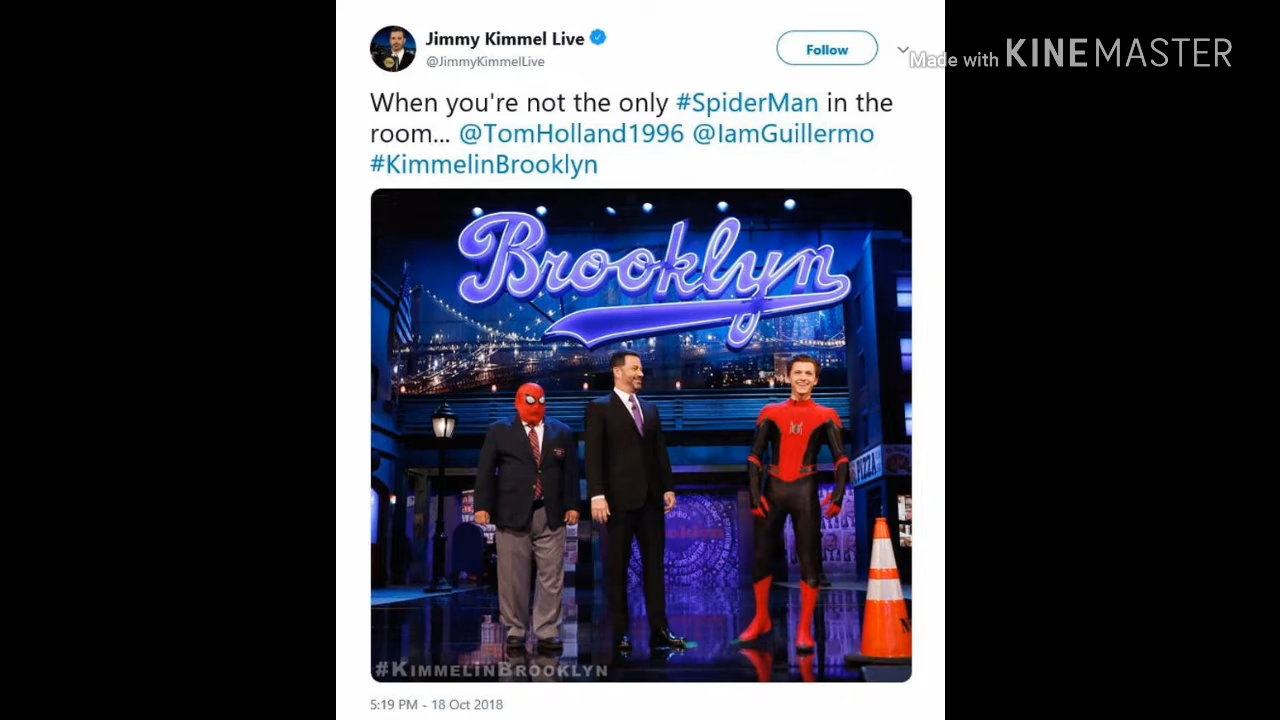 Jimmy Kimmel Live
@JimmyKimmelLive
Follow
Made with KINEMASTER
When you're not the only #SpiderMan in the
room... @TomHolland1996 @IamGuillermo
#KimmelinBrooklyn
Brooklyn
PIZZA
#KIMMELINBROOKLYN
5:19 PM - 18 Oct 2018